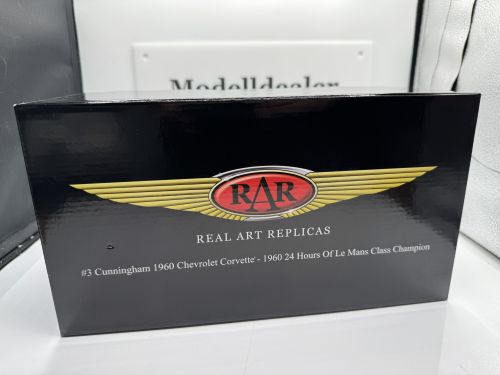 Modelldealer
RAR
REAL ART REPLICAS
#3 Cunningham 1960 Chevrolet Corvette - 1960 24 Hours Of Le Mans Class Champion